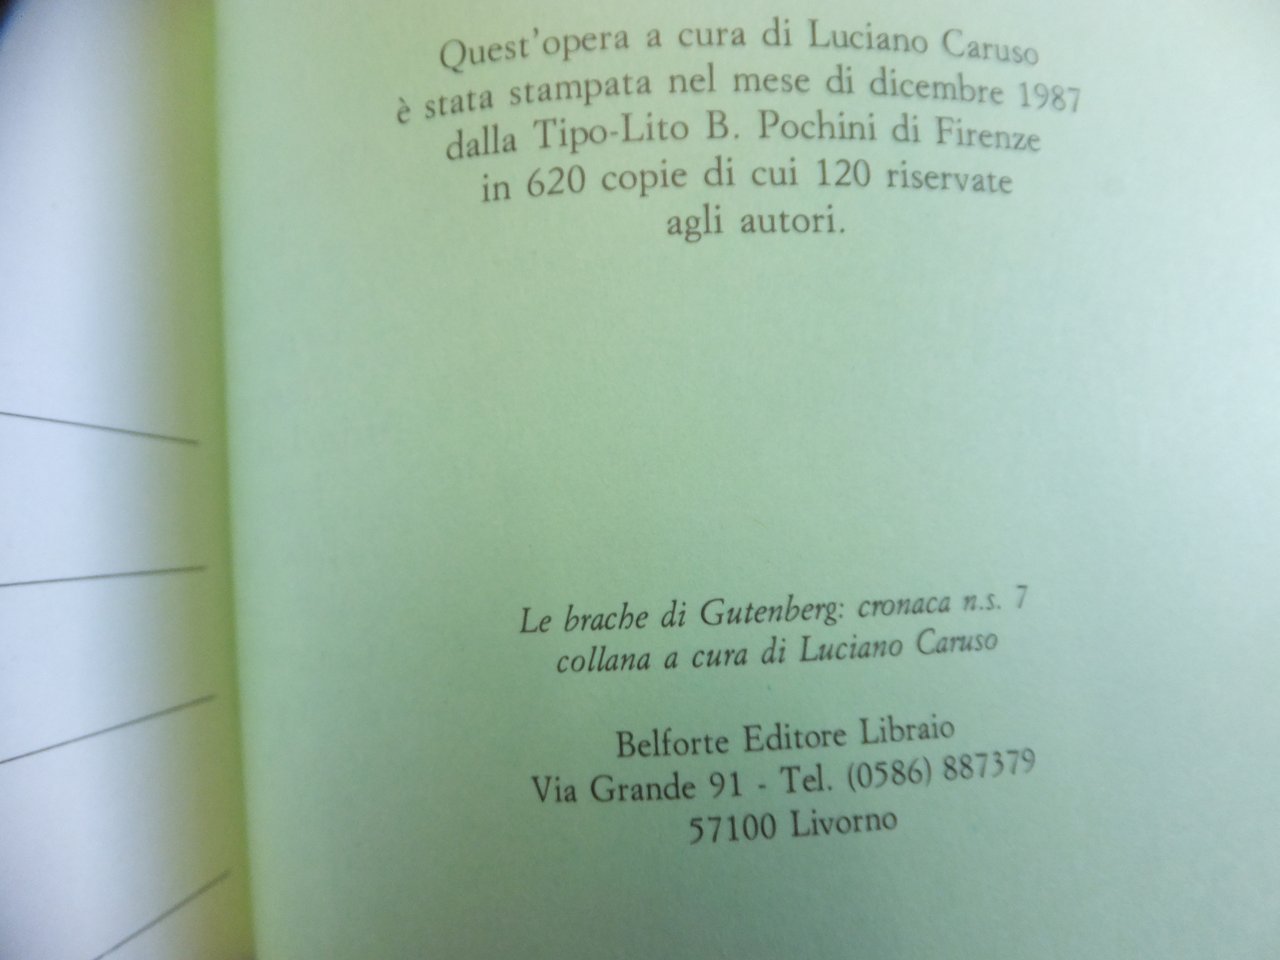 Quest'opera a cura di Luciano Caruso
è stata stampata nel mese di dicembre 1987
dalla Tipo-Lito B. Pochini di Firenze
in 620 copie di cui 120 riservate
agli autori.
Le brache di Gutenberg: cronaca n.s. 7
collana a cura di Luciano Caruso
Belforte Editore Libraio
Via Grande 91 - Tel. (0586) 887379
57100 Livorno